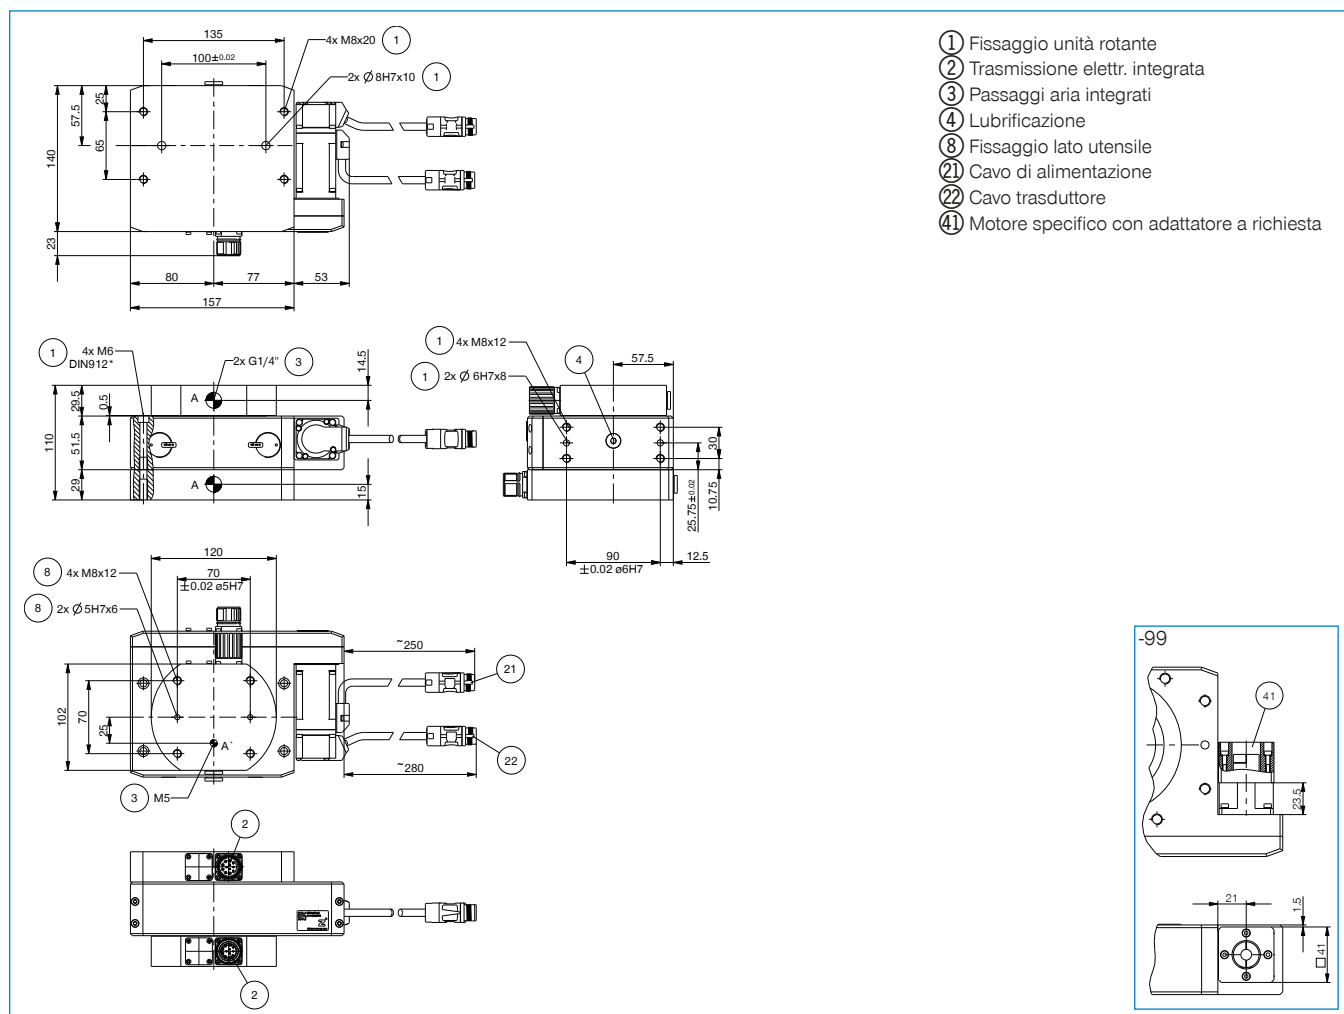 135
4x M8x20 1
100±0.02
2x Ø 8H7x10 1
25
57.5
65
140
23
80 77 53
157
1 Fissaggio unità rotante
2 Trasmissione elettr. integrata
3 Passaggi aria integrati
4 Lubrificazione
8 Fissaggio lato utensile
21 Cavo di alimentazione
22 Cavo trasduttore
41 Motore specifico con adattatore a richiesta
1 4x M6
DIN912*
2x G1/4" 3
14.5
A
29.5
0.5
110
51.5
29
A
15
1 4x M8x12
4
57.5
1 2x Ø 6H7x8
30
25.75±0.02
10.75
90
±0.02 ø6H7
12.5
120
70
±0.02 ø5H7
8 4x M8x12
8 2x Ø 5H7x6
~250
21
102
70
25
A`
22
~280
3 M5
2
2
-99
41
23.5
21
1.5
□ 41